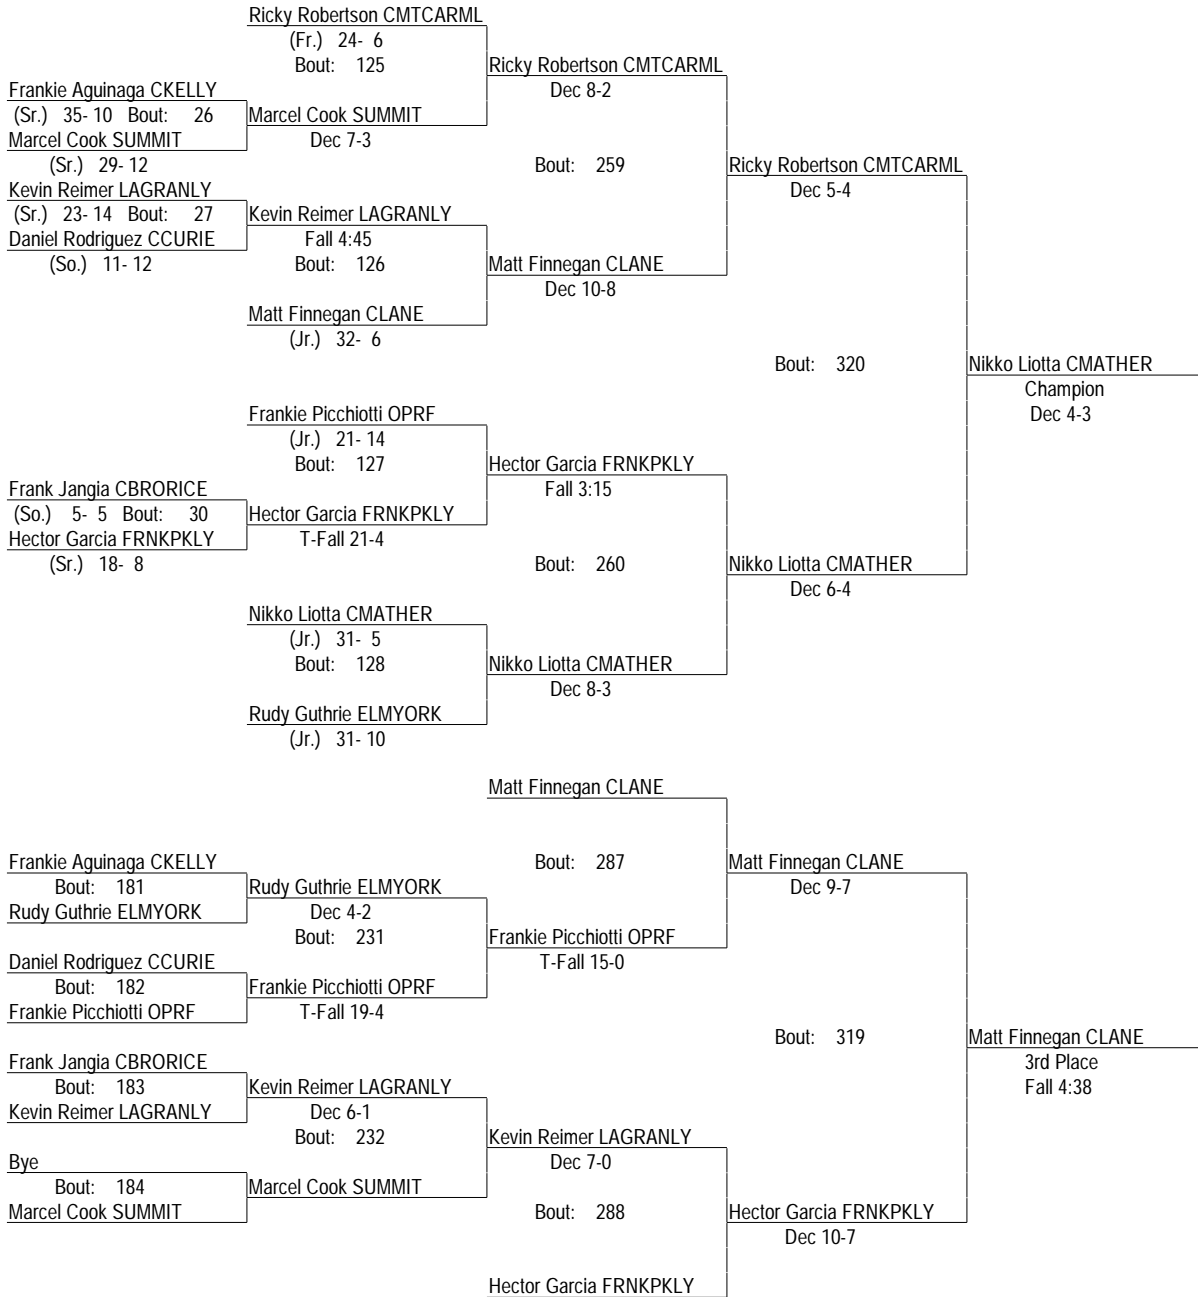 Ricky Robertson CMTCARML
(Fr.) 24- 6
Bout: 125
Ricky Robertson CMTCARML
Dec 8-2
Frankie Aguinaga CKELLY
(Sr.) 35- 10 Bout: 26
Marcel Cook SUMMIT
Marcel Cook SUMMIT
Dec 7-3
(Sr.) 29- 12
Bout: 259
Ricky Robertson CMTCARML
Dec 5-4
Kevin Reimer LAGRANLY
(Sr.) 23- 14 Bout: 27
Kevin Reimer LAGRANLY
Daniel Rodriguez CCURIE
Fall 4:45
(So.) 11- 12
Bout: 126
Matt Finnegan CLANE
Dec 10-8
Matt Finnegan CLANE
(Jr.) 32- 6
Bout: 320
Nikko Liotta CMATHER
Champion
Dec 4-3
Frankie Picchiotti OPRF
(Jr.) 21- 14
Bout: 127
Hector Garcia FRNKPKLY
Fall 3:15
Frank Jangia CBRORICE
(So.) 5- 5 Bout: 30
Hector Garcia FRNKPKLY
Hector Garcia FRNKPKLY
T-Fall 21-4
(Sr.) 18- 8
Bout: 260
Nikko Liotta CMATHER
Dec 6-4
Nikko Liotta CMATHER
(Jr.) 31- 5
Bout: 128
Nikko Liotta CMATHER
Dec 8-3
Rudy Guthrie ELMYORK
(Jr.) 31- 10
Matt Finnegan CLANE
Bout: 287
Matt Finnegan CLANE
Dec 9-7
Frankie Aguinaga CKELLY
Bout: 181
Rudy Guthrie ELMYORK
Rudy Guthrie ELMYORK
Dec 4-2
Bout: 231
Frankie Picchiotti OPRF
T-Fall 15-0
Daniel Rodriguez CCURIE
Bout: 182
Frankie Picchiotti OPRF
Frankie Picchiotti OPRF
T-Fall 19-4
Bout: 319
Matt Finnegan CLANE
3rd Place
Fall 4:38
Frank Jangia CBRORICE
Bout: 183
Kevin Reimer LAGRANLY
Kevin Reimer LAGRANLY
Dec 6-1
Bout: 232
Kevin Reimer LAGRANLY
Dec 7-0
Bye
Bout: 184
Marcel Cook SUMMIT
Marcel Cook SUMMIT
Bout: 288
Hector Garcia FRNKPKLY
Dec 10-7
Hector Garcia FRNKPKLY